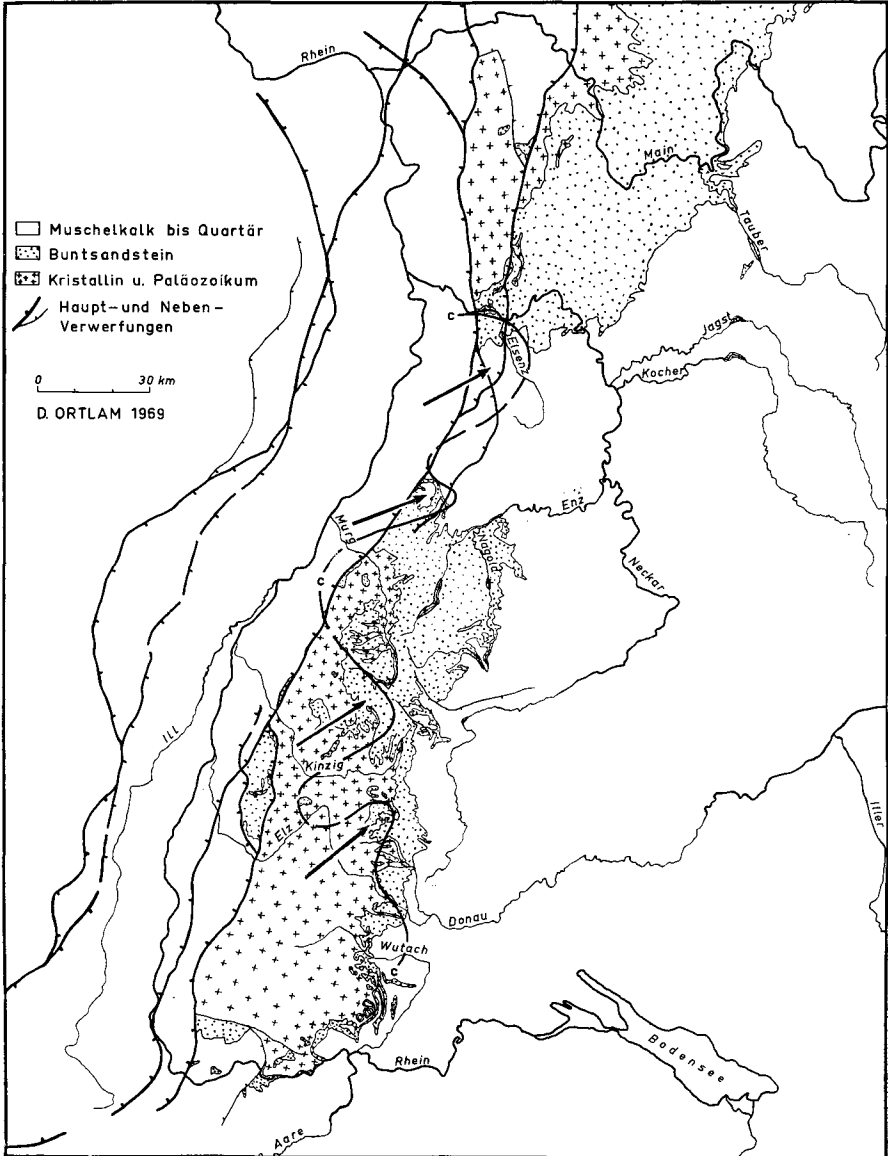 Rhein
Main
Tauber
Muschelkalk bis Quartär
Buntsandstein
Kristallin u. Paläozoikum
Haupt- und Neben-
Verwerfungen
0 30 km
D. ORTLAM 1969
C
Elsenz
Jagst
Kocher
Murg
Enz
Nagold
Neckar
C
Ill
Kinzig
Elz
Iller
Donau
Wutach
C
Rhein
Bodensee
Aare